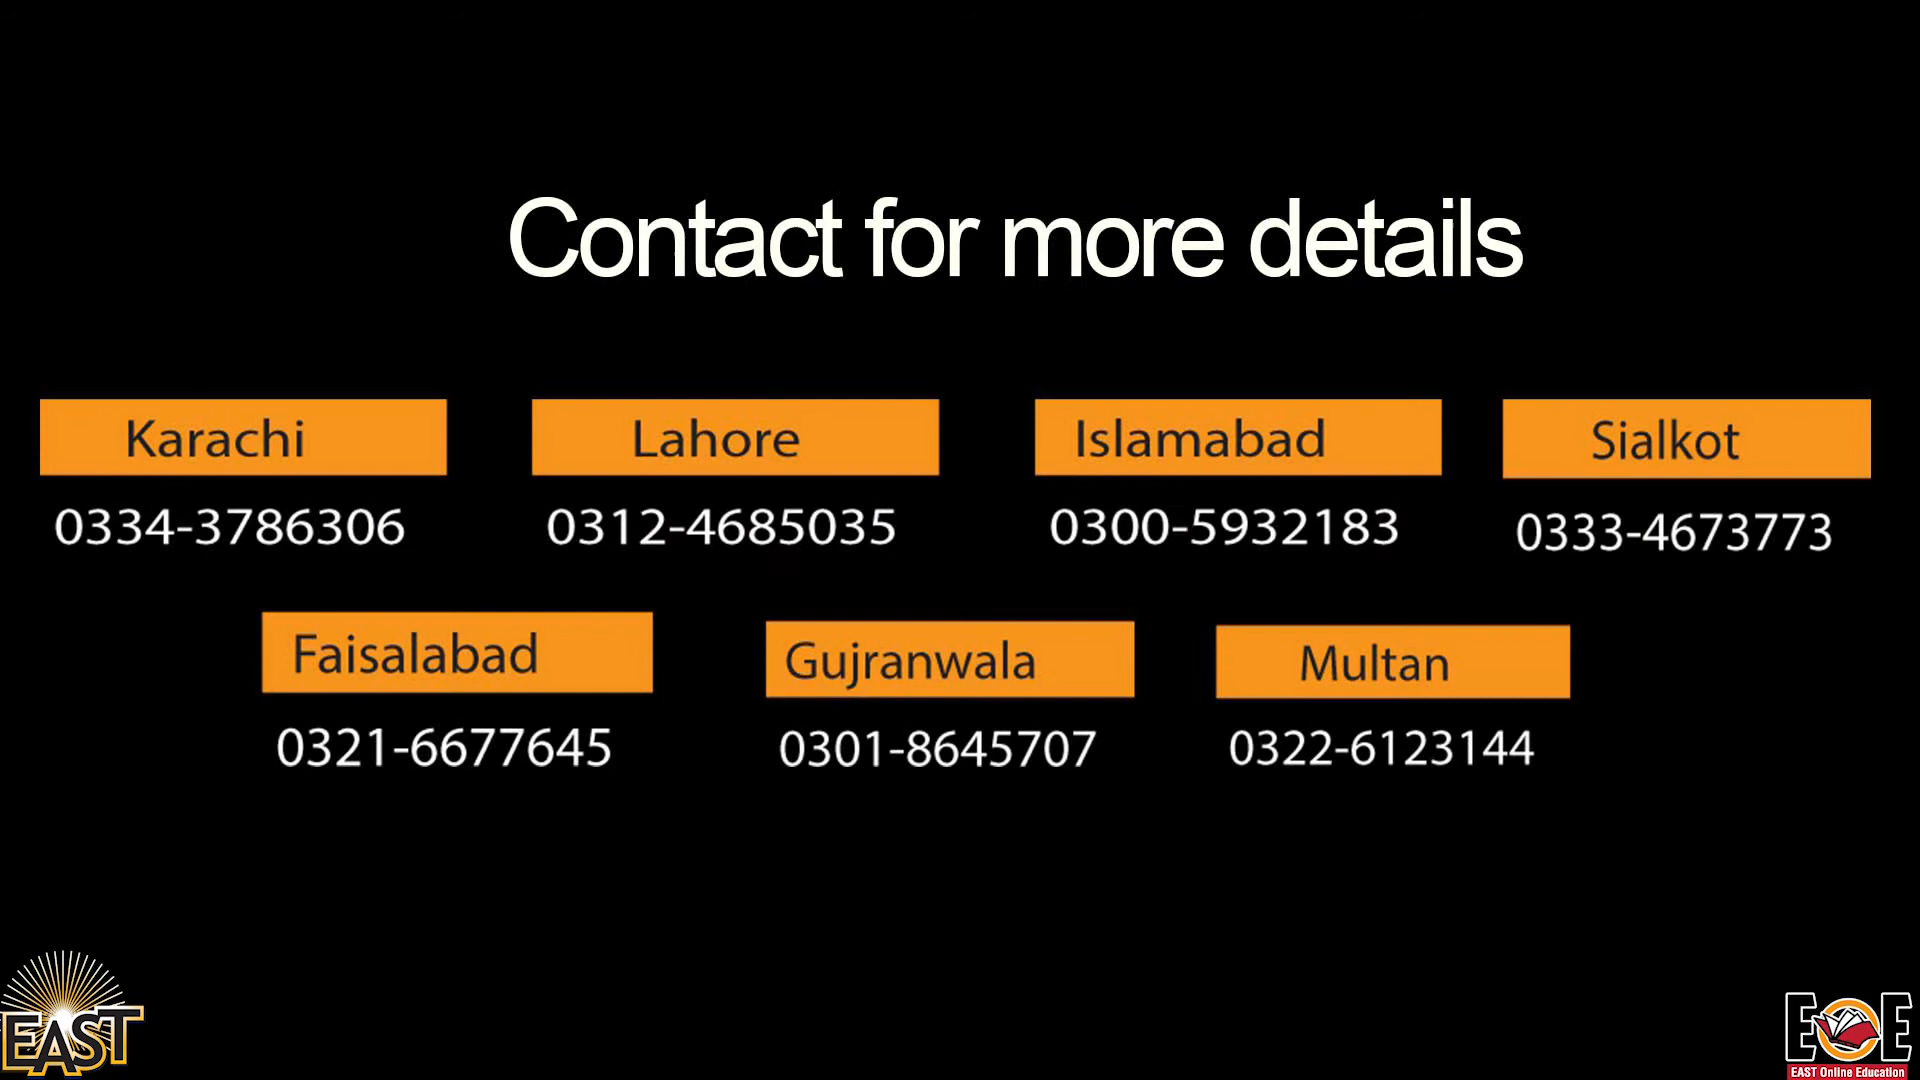 Contact for more details
Karachi Lahore Islamabad Sialkot
0334-3786306 0312-4685035 0300-5932183 0333-4673773
Faisalabad Gujranwala Multan
0321-6677645 0301-8645707 0322-6123144
EAST EOE
EAST Online Education